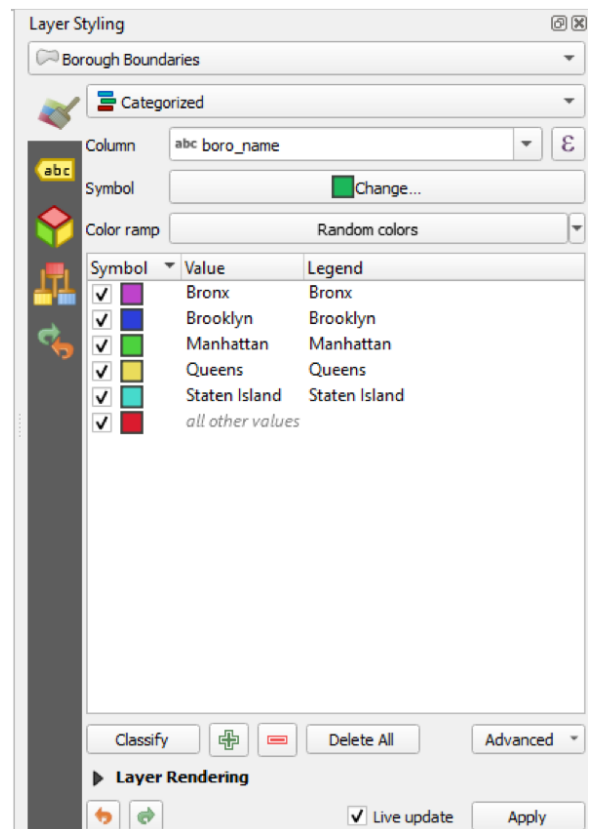 Layer Styling
Borough Boundaries
Categorized
Column abc boro_name ε
abc
Symbol Change...
Color ramp Random colors
Symbol Value Legend
Bronx Bronx
Brooklyn Brooklyn
Manhattan Manhattan
Queens Queens
Staten Island Staten Island
all other values
Classify Delete All Advanced
Layer Rendering
Live update Apply